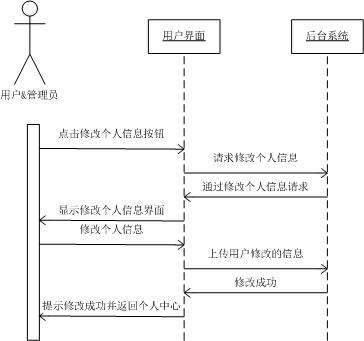 用户界面
后台系统
用户&管理员
点击修改个人信息按钮
请求修改个人信息
通过修改个人信息请求
显示修改个人信息界面
修改个人信息
上传用户修改的信息
修改成功
提示修改成功并返回个人中心